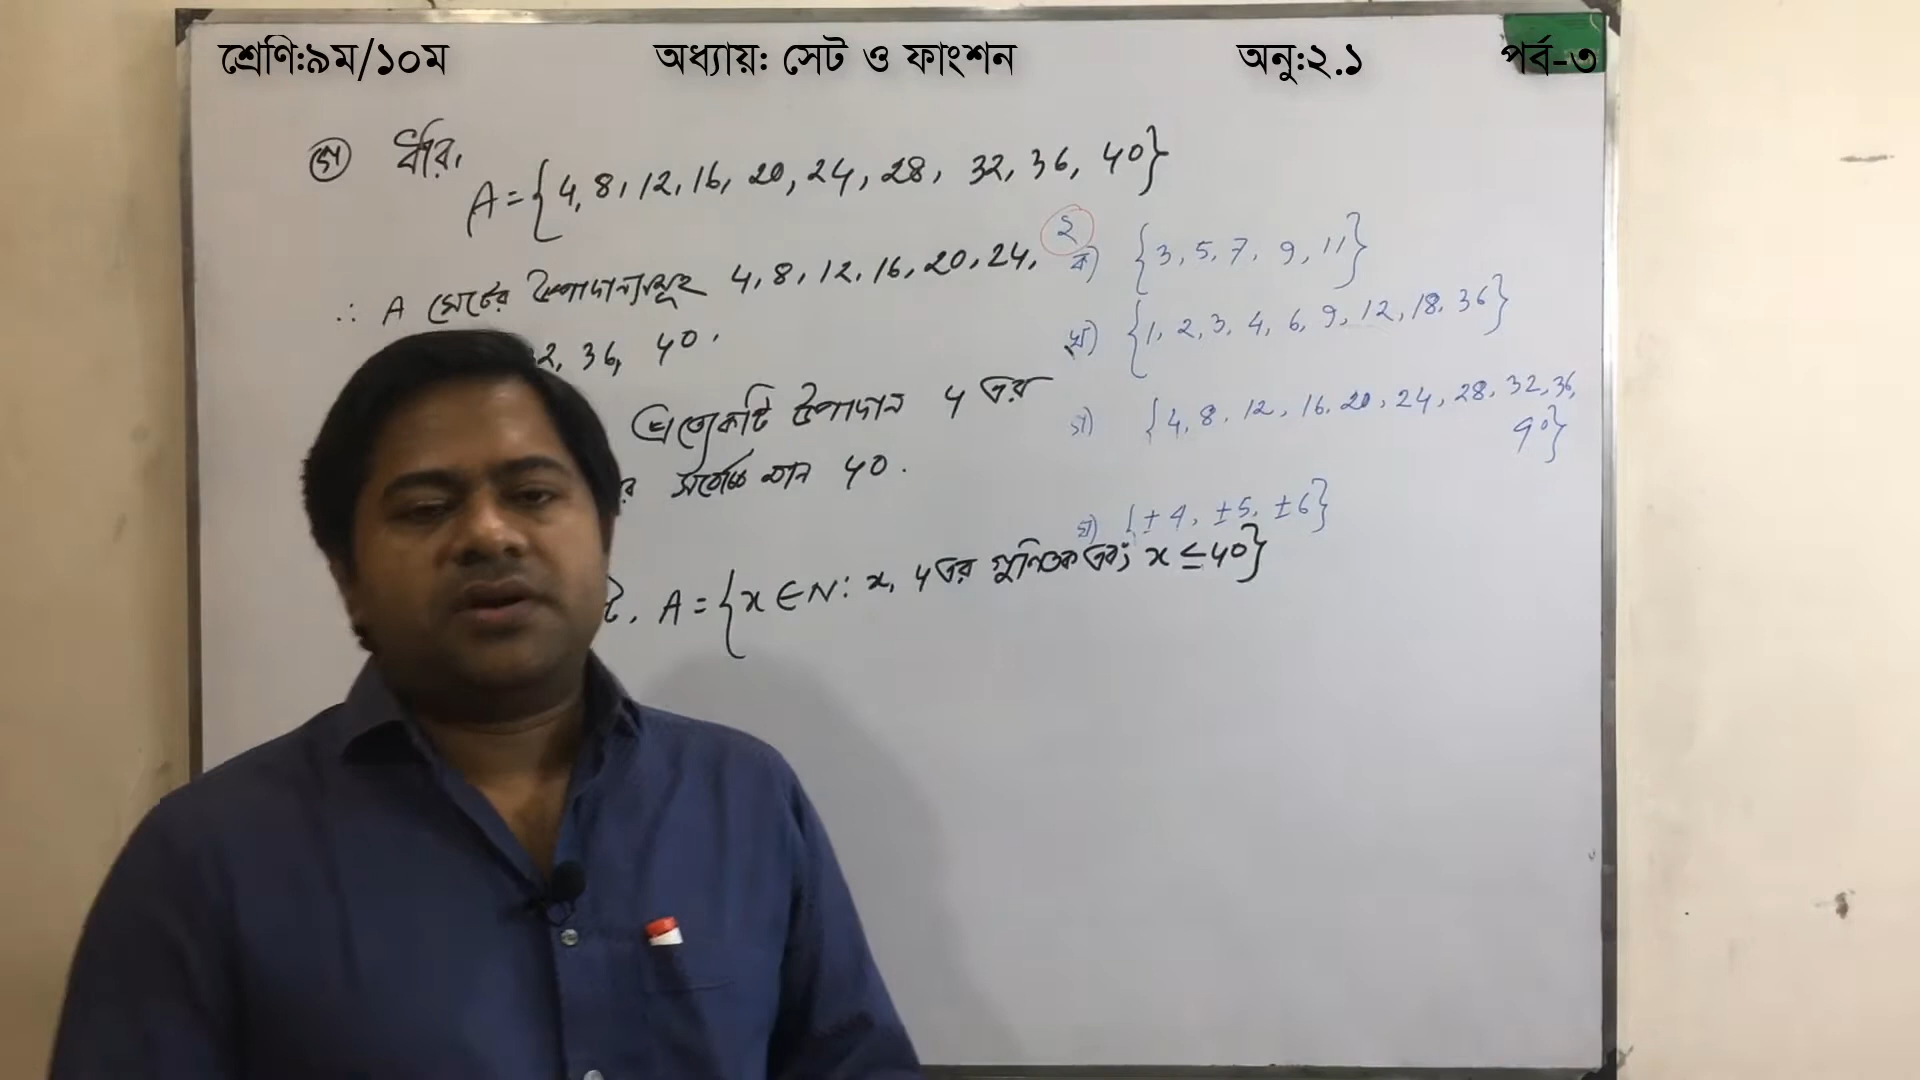 শ্রেণি:৯ম/১০ম অধ্যায়: সেট ও ফাংশন অনু:২.১ পর্ব-৩
গ ধরি,
A = {4, 8, 12, 16, 20, 24, 28, 32, 36, 40}
∴ A সেটের উপাদানসমূহ 4, 8, 12, 16, 20, 24,
32, 36, 40.
প্রত্যেকটি উপাদান 4 এর
র সর্বোচ্চ মান 40.
A = {x ∈ N : x, 4 এর গুণিতক এবং x ≤ 40}
২
ক) {3, 5, 7, 9, 11}
খ) {1, 2, 3, 4, 6, 9, 12, 18, 36}
গ) {4, 8, 12, 16, 20, 24, 28, 32, 36,
40}
ঘ) {±4, ±5, ±6}